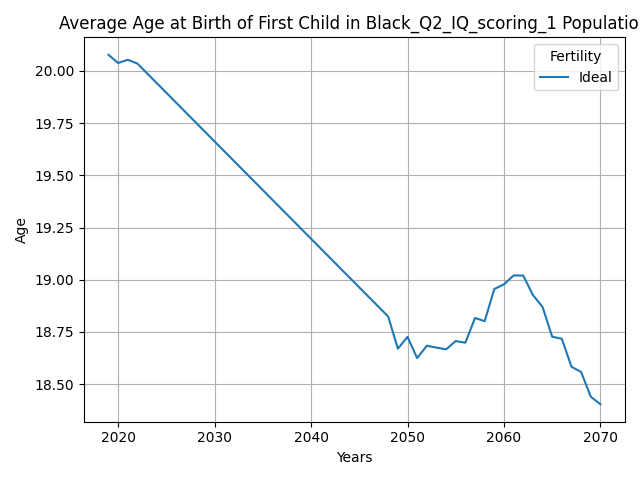 Average Age at Birth of First Child in Black_Q2_IQ_scoring_1 Populatio
Fertility
Ideal
20.00
19.75
19.50
19.25
19.00
18.75
18.50
Age
2020 2030 2040 2050 2060 2070
Years